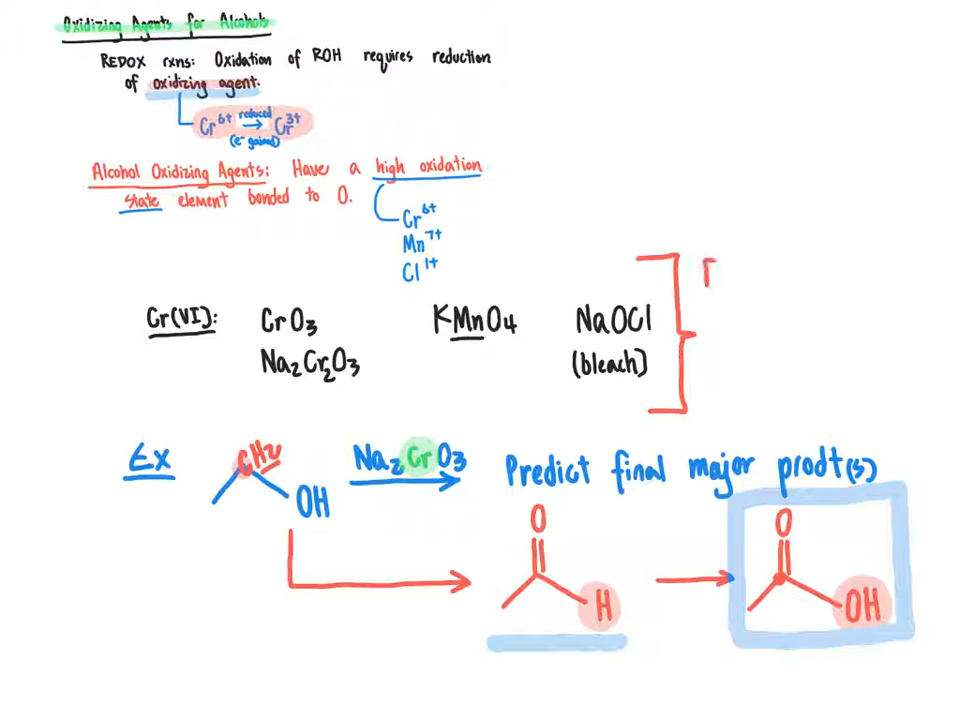 Oxidizing Agents for Alcohols
REDOX rxns: Oxidation of ROH requires reduction
of oxidizing agent.
Cr⁶⁺ reduced → Cr³⁺
(e⁻ gained)
Alcohol Oxidizing Agents: Have a high oxidation
state element bonded to O.
Cr⁶⁺
Mn⁷⁺
Cl¹⁺
Cr(VI): CrO₃ KMnO₄ NaOCl
Na₂Cr₂O₃ (bleach)
Ex CH₂ OH Na₂CrO₃ → Predict final major prodt(s)
O O
H OH